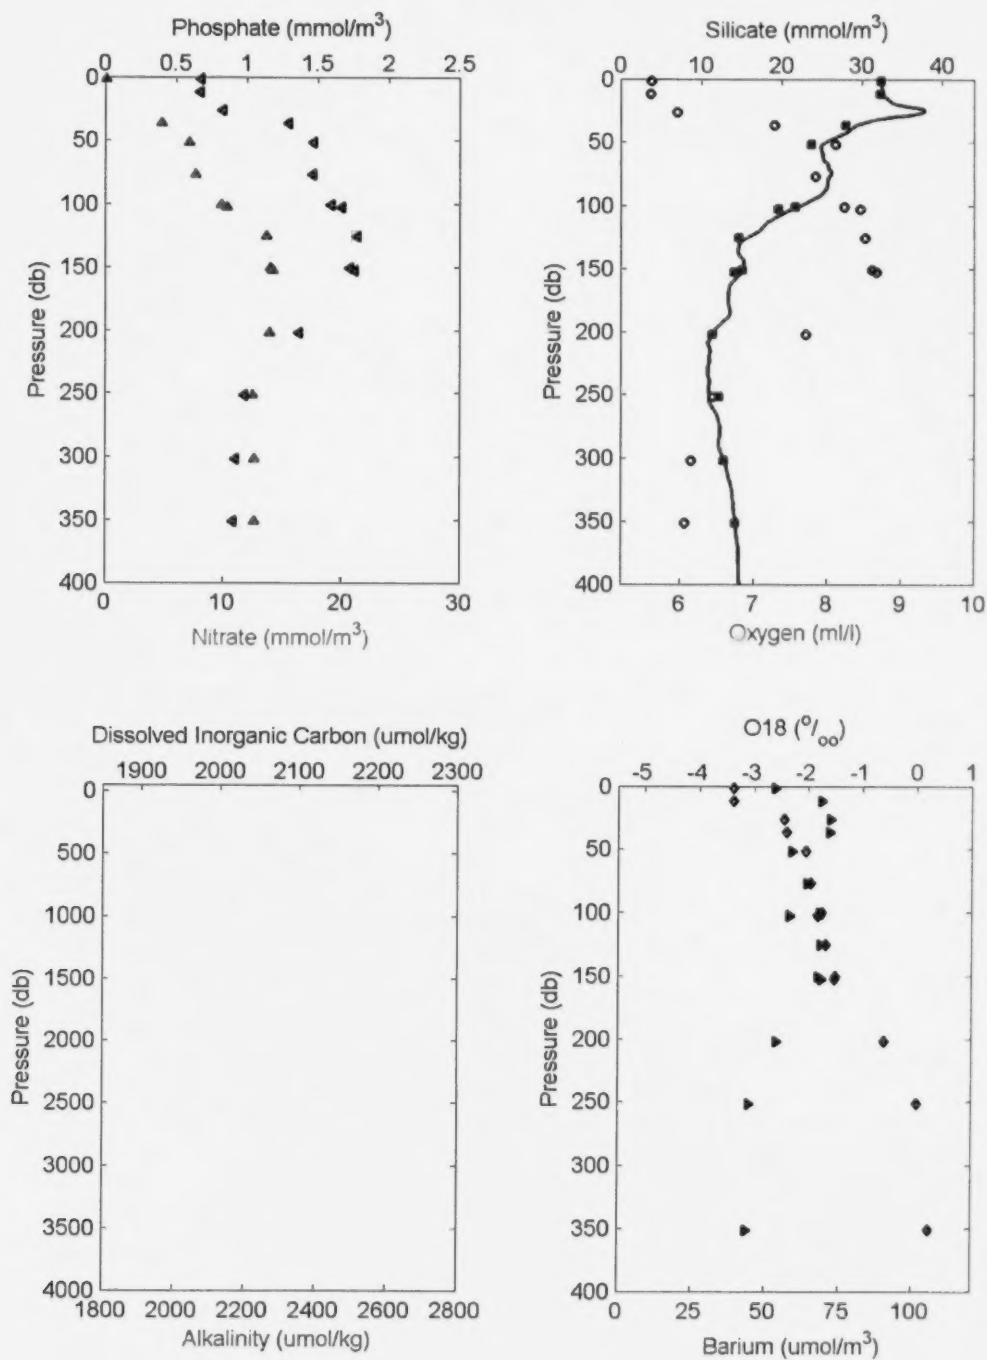 Phosphate (mmol/m³)
0 0.5 1 1.5 2 2.5
0
50
100
150
200
250
300
350
400
Pressure (db)
0 10 20 30
Nitrate (mmol/m³)
Silicate (mmol/m³)
0 10 20 30 40
0
50
100
150
200
250
300
350
400
Pressure (db)
6 7 8 9 10
Oxygen (ml/l)
Dissolved Inorganic Carbon (umol/kg)
1900 2000 2100 2200 2300
0
500
1000
1500
2000
2500
3000
3500
4000
Pressure (db)
1800 2000 2200 2400 2600 2800
Alkalinity (umol/kg)
O18 (º/ₒₒ)
-5 -4 -3 -2 -1 0 1
0
50
100
150
200
250
300
350
400
Pressure (db)
0 25 50 75 100
Barium (umol/m³)